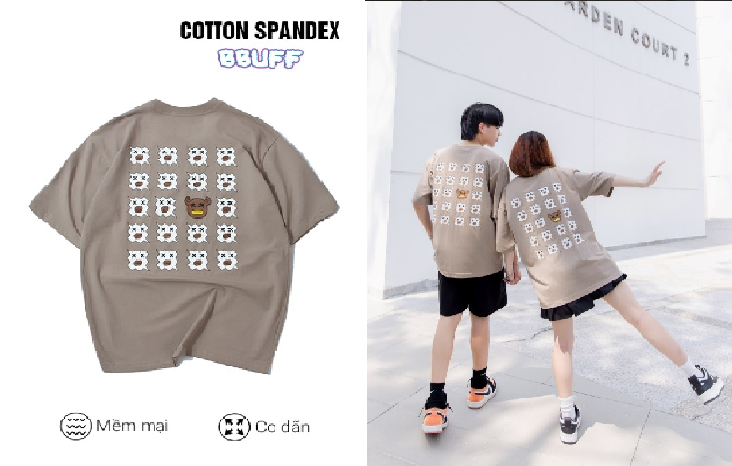 COTTON SPANDEX
BBUFF
Mềm mại
Co dãn
ARDEN COURT 2